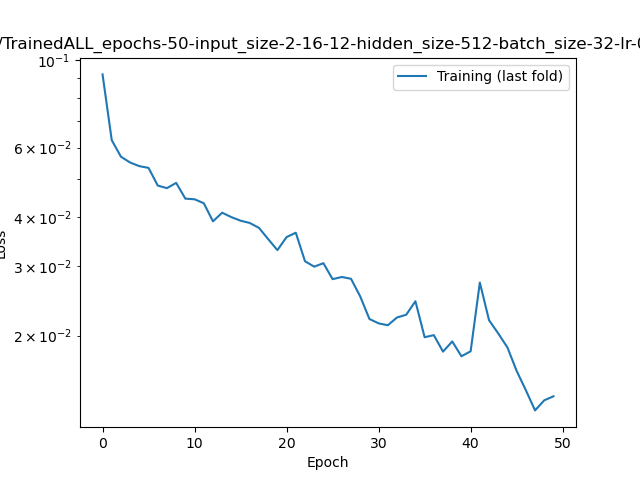 /TrainedALL_epochs-50-input_size-2-16-12-hidden_size-512-batch_size-32-lr-0
Training (last fold)
10⁻¹
6 × 10⁻²
4 × 10⁻²
3 × 10⁻²
2 × 10⁻²
Loss
0 10 20 30 40 50
Epoch